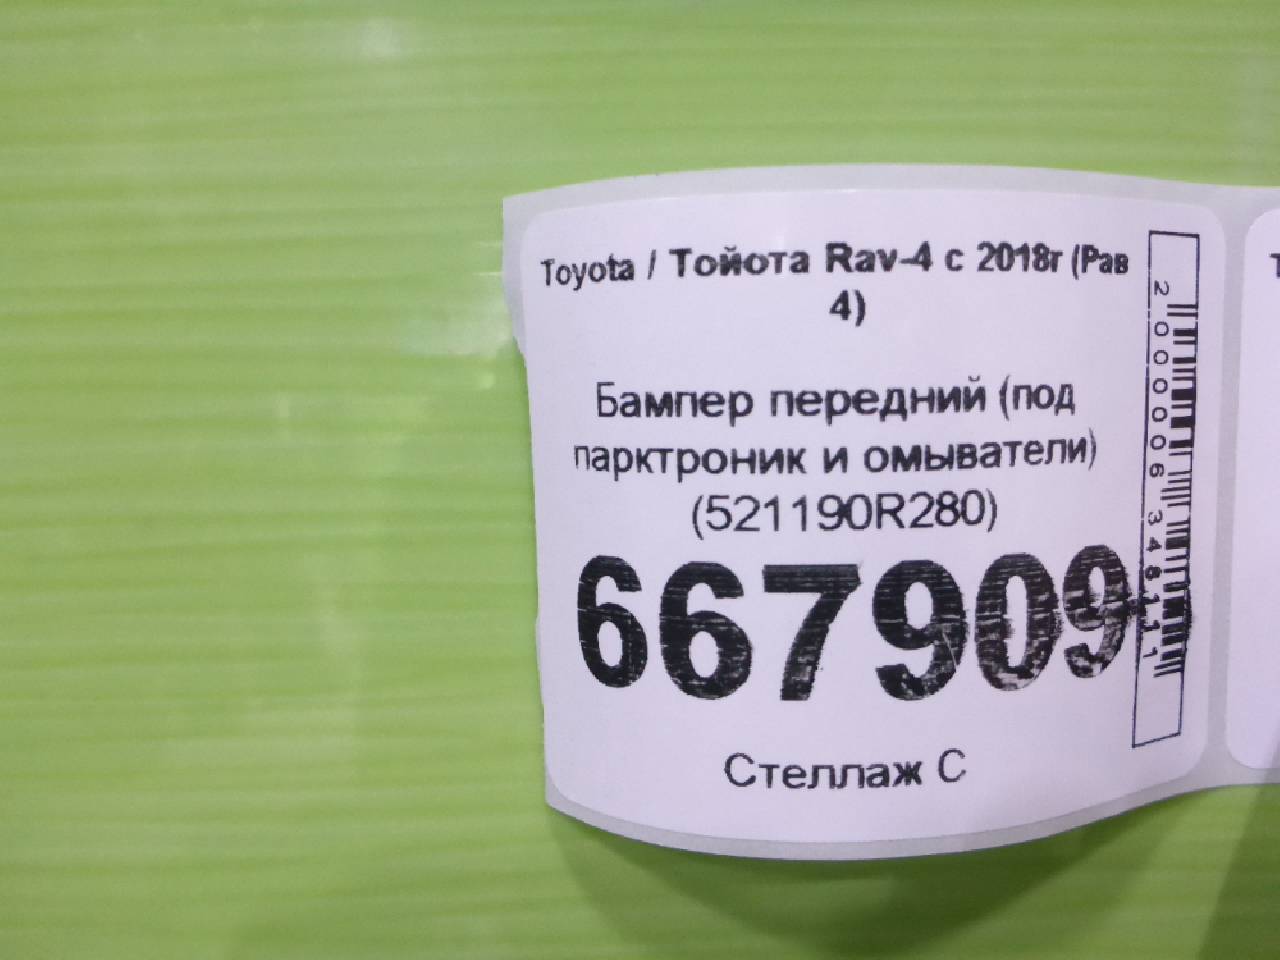 Toyota / Тойота Rav-4 с 2018г (Рав
4)
Бампер передний (под
парктроник и омыватели)
(521190R280)
667909
Стеллаж С
2000006348111